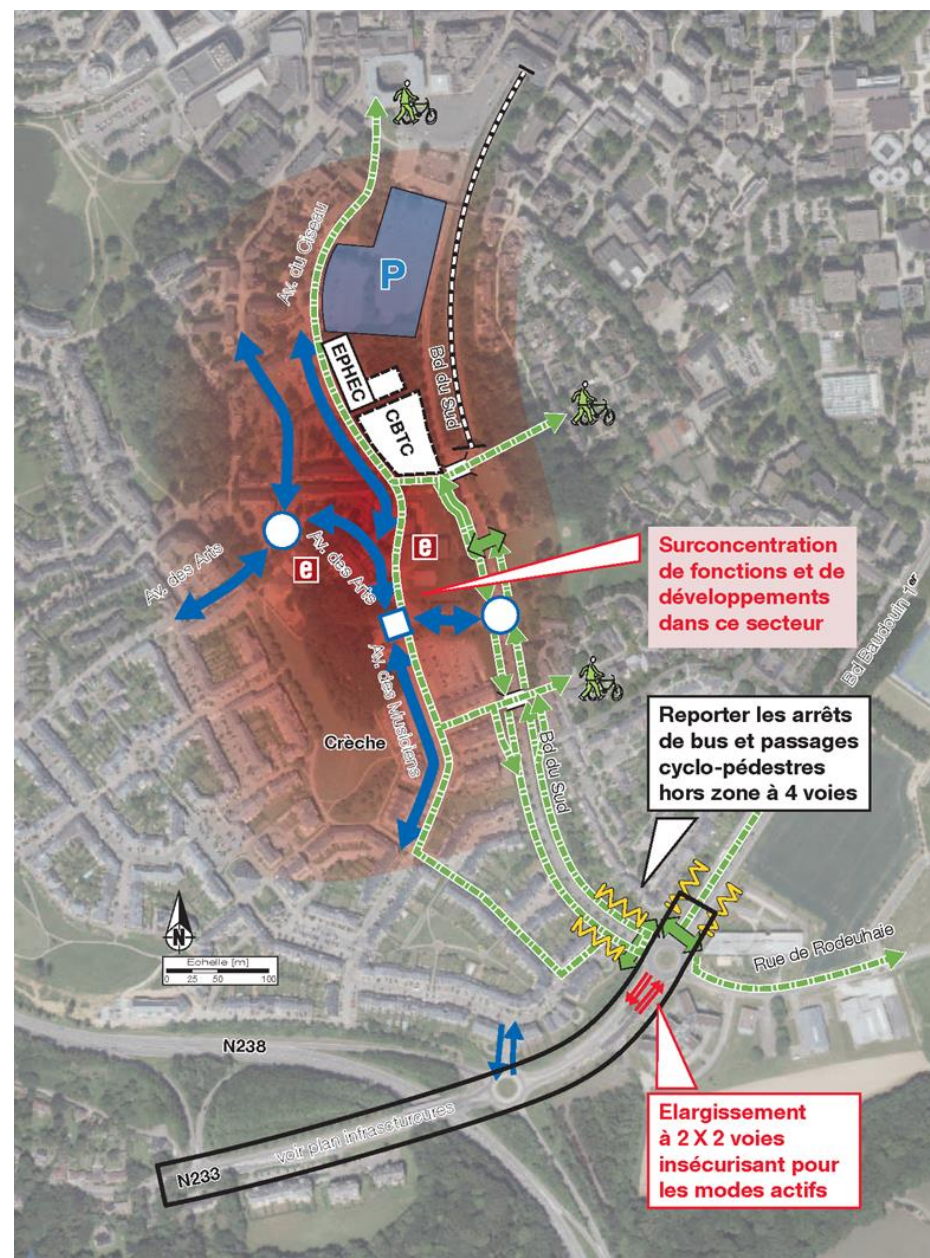 Av. du Ciseau
P
EPHEC
CBTC
Bd du Sud
e
e
Av. des Arts
Av. des Arts
Surconcentration
de fonctions et de
développements
dans ce secteur
Bd Baudouin 1er
Av. des Musiciens
Crèche
Bd du Sud
Reporter les arrêts
de bus et passages
cyclo-pédestres
hors zone à 4 voies
N
Echelle [m]
0 25 50 100
Rue de Rodeuhaie
N238
voir plan infrascturcures
N233
Elargissement
à 2 X 2 voies
insécurisant pour
les modes actifs